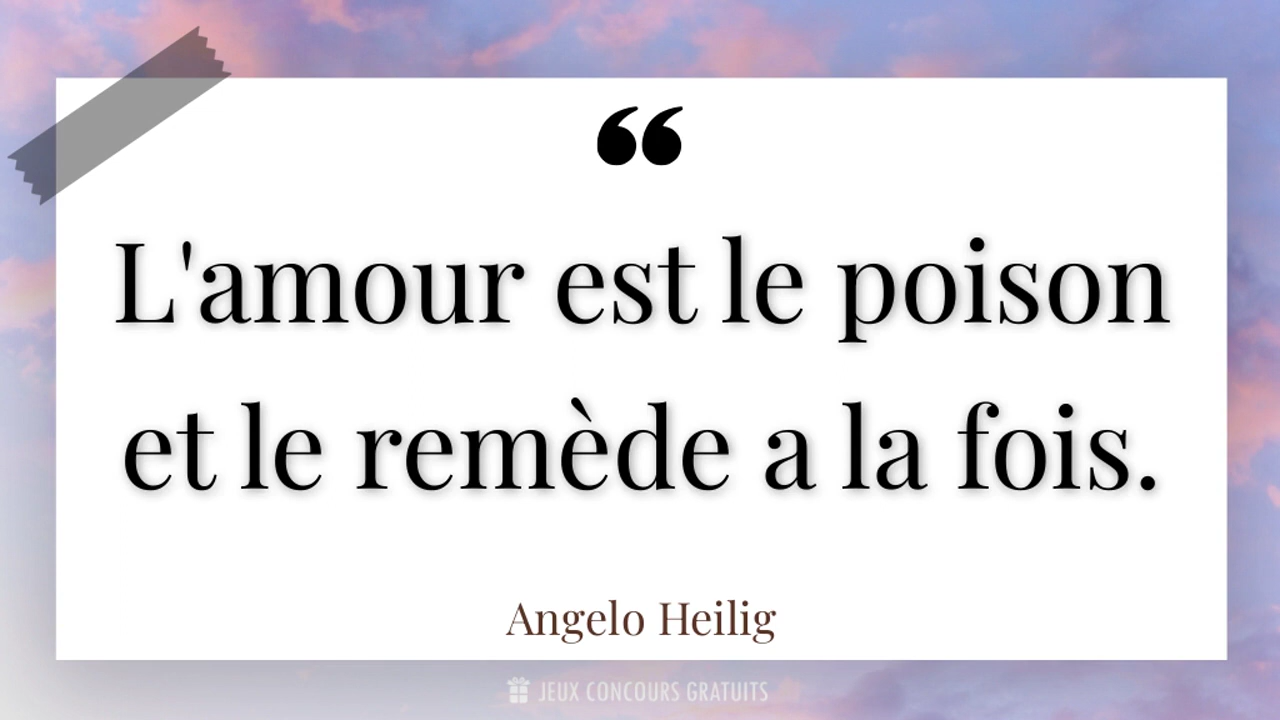 “
L'amour est le poison
et le remède a la fois.
Angelo Heilig
JEUX CONCOURS GRATUITS